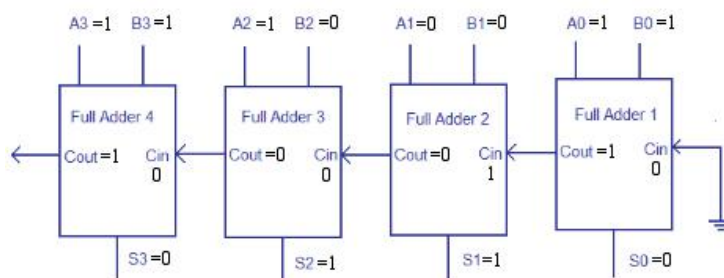 A3=1 B3=1 A2=1 B2=0 A1=0 B1=0 A0=1 B0=1
Full Adder 4 Full Adder 3 Full Adder 2 Full Adder 1
Cout=1 Cin Cout=0 Cin Cout=0 Cin Cout=1 Cin
0 0 1 0
S3=0 S2=1 S1=1 S0=0